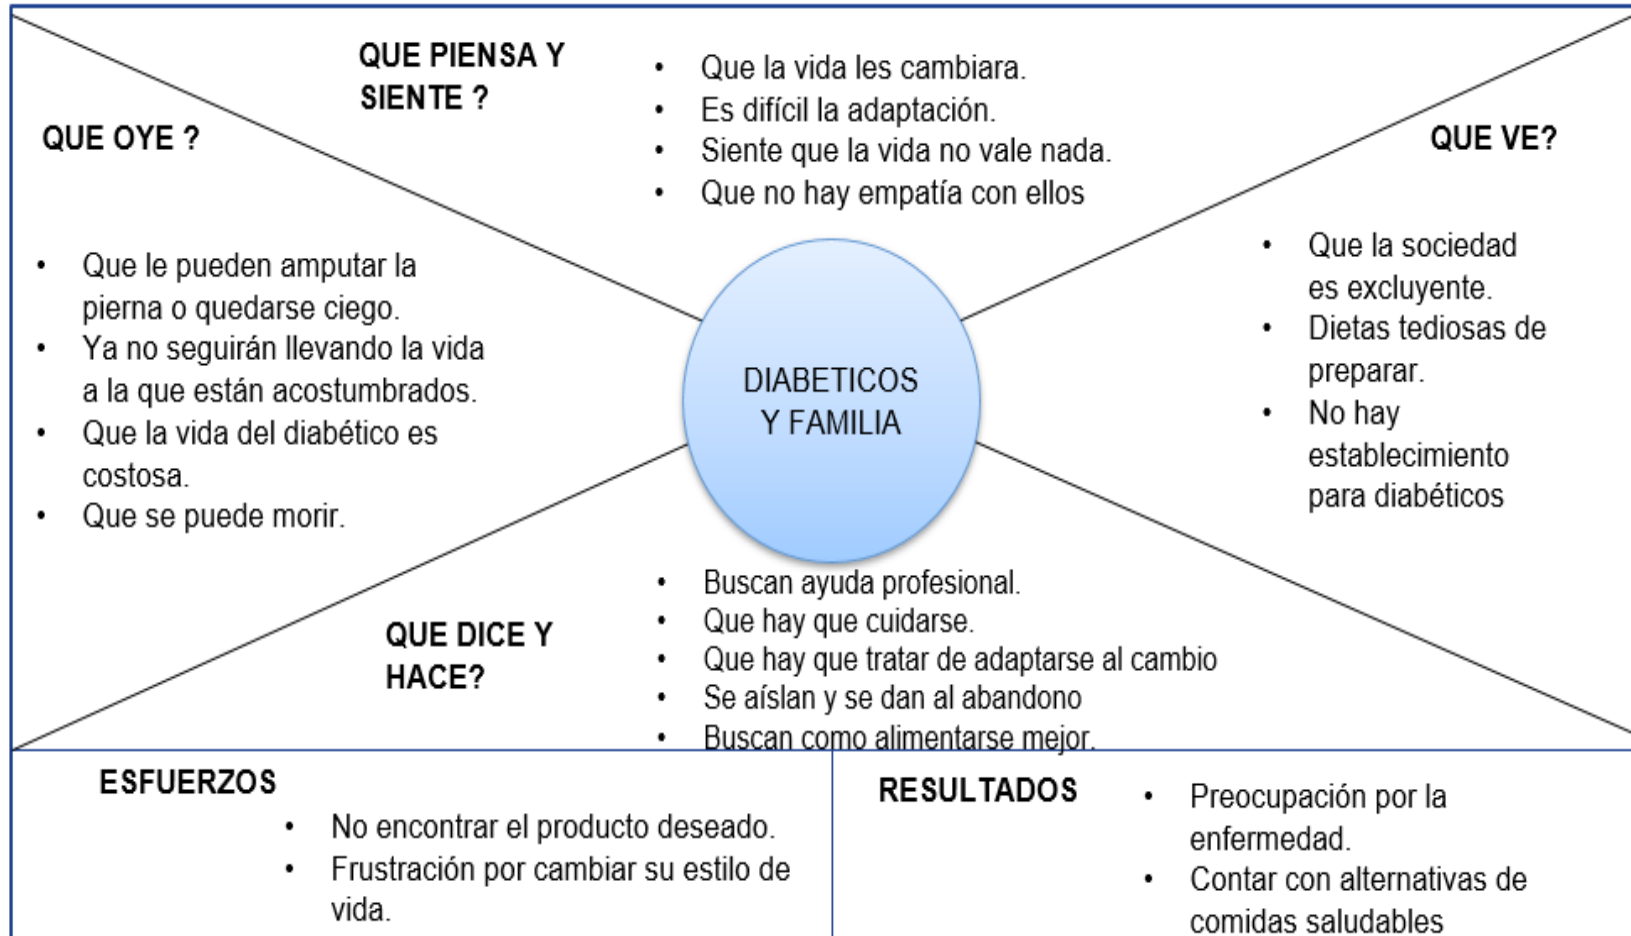 QUE PIENSA Y
SIENTE ?
• Que la vida les cambiara.
• Es difícil la adaptación.
• Siente que la vida no vale nada.
• Que no hay empatía con ellos
QUE OYE ?
• Que le pueden amputar la
pierna o quedarse ciego.
• Ya no seguirán llevando la vida
a la que están acostumbrados.
• Que la vida del diabético es
costosa.
• Que se puede morir.
DIABETICOS
Y FAMILIA
QUE VE?
• Que la sociedad
es excluyente.
• Dietas tediosas de
preparar.
• No hay
establecimiento
para diabéticos
QUE DICE Y
HACE?
• Buscan ayuda profesional.
• Que hay que cuidarse.
• Que hay que tratar de adaptarse al cambio
• Se aíslan y se dan al abandono
• Buscan como alimentarse mejor.
ESFUERZOS
• No encontrar el producto deseado.
• Frustración por cambiar su estilo de
vida.
RESULTADOS
• Preocupación por la
enfermedad.
• Contar con alternativas de
comidas saludables